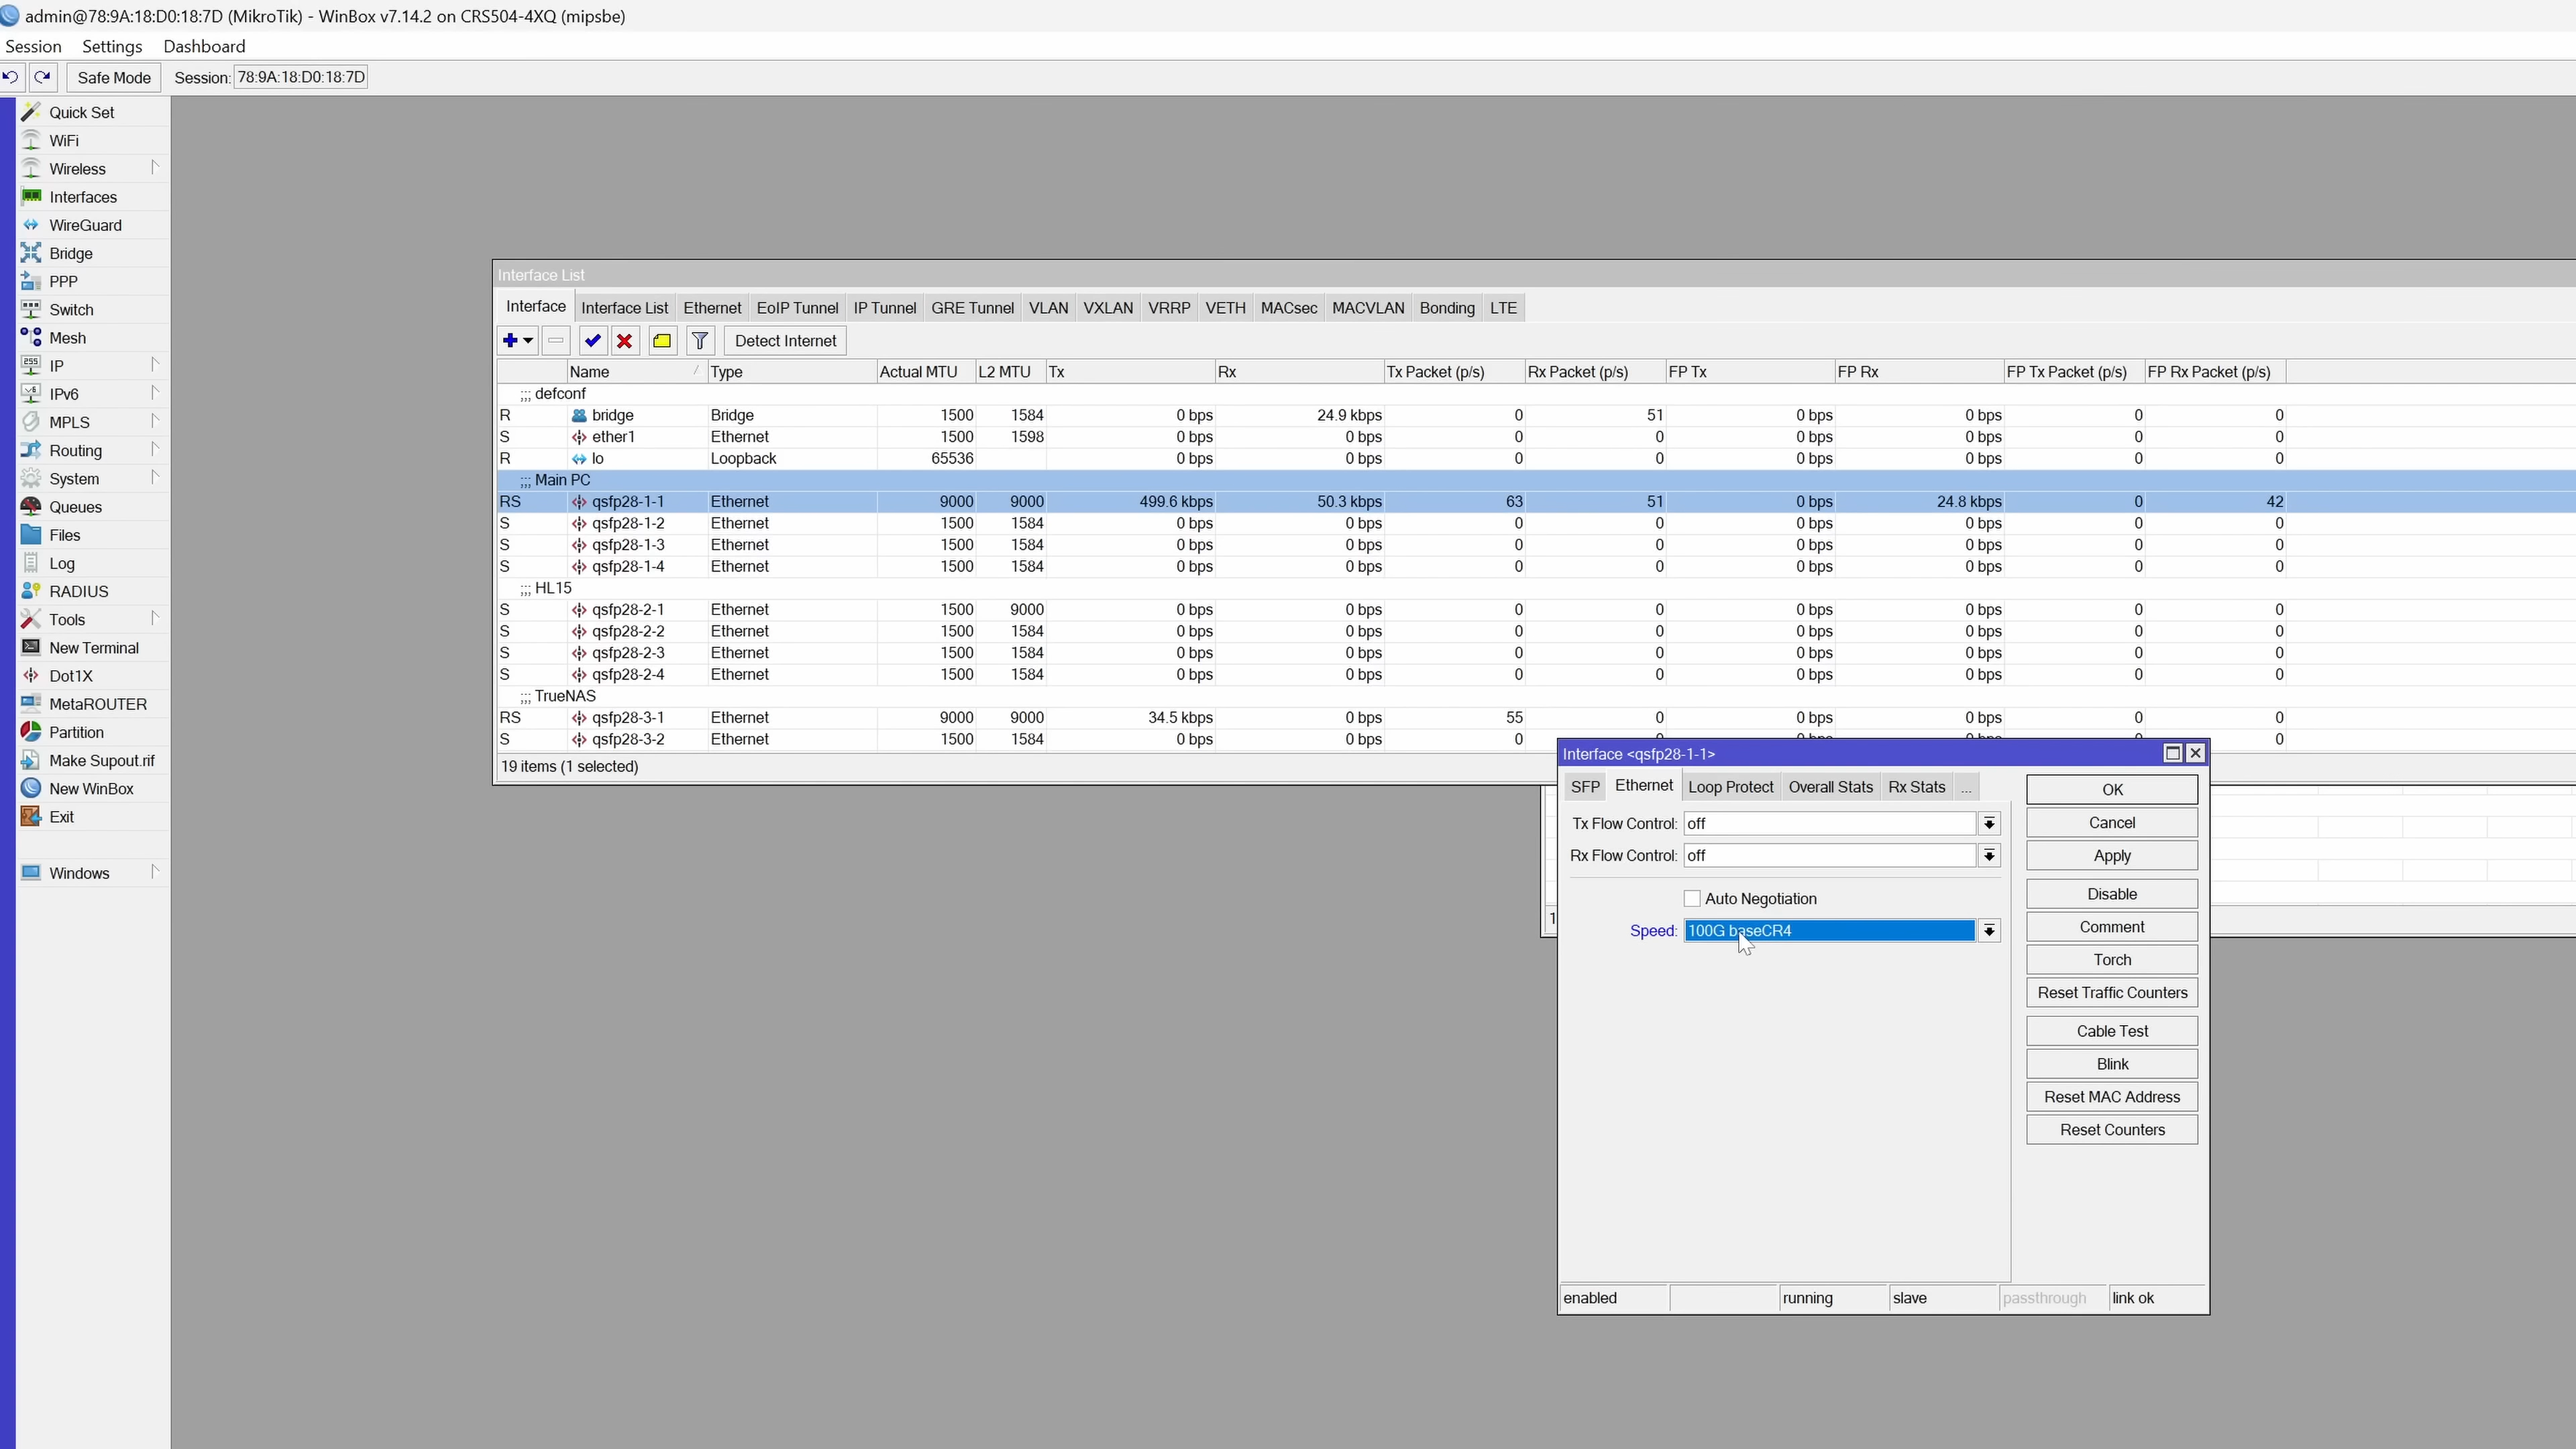 admin@78:9A:18:D0:18:7D (MikroTik) - WinBox v7.14.2 on CRS504-4XQ (mipsbe)
Session Settings Dashboard
Safe Mode Session: 78:9A:18:D0:18:7D
Quick Set
WiFi
Wireless
Interfaces
WireGuard
Bridge
PPP
Switch
Mesh
IP
IPv6
MPLS
Routing
System
Queues
Files
Log
RADIUS
Tools
New Terminal
Dot1X
MetaROUTER
Partition
Make Supout.rif
New WinBox
Exit
Windows
Interface List
Interface Interface List Ethernet EoIP Tunnel IP Tunnel GRE Tunnel VLAN VXLAN VRRP VETH MACsec MACVLAN Bonding LTE
Detect Internet
Name Type Actual MTU L2 MTU Tx Rx Tx Packet (p/s) Rx Packet (p/s) FP Tx FP Rx FP Tx Packet (p/s) FP Rx Packet (p/s)
;;; defconf
R bridge Bridge 1500 1584 0 bps 24.9 kbps 0 51 0 bps 0 bps 0 0
S ether1 Ethernet 1500 1598 0 bps 0 bps 0 0 0 bps 0 bps 0 0
R lo Loopback 65536 0 bps 0 bps 0 0 0 bps 0 bps 0 0
;;; Main PC
RS qsfp28-1-1 Ethernet 9000 9000 499.6 kbps 50.3 kbps 63 51 0 bps 24.8 kbps 0 42
S qsfp28-1-2 Ethernet 1500 1584 0 bps 0 bps 0 0 0 bps 0 bps 0 0
S qsfp28-1-3 Ethernet 1500 1584 0 bps 0 bps 0 0 0 bps 0 bps 0 0
S qsfp28-1-4 Ethernet 1500 1584 0 bps 0 bps 0 0 0 bps 0 bps 0 0
;;; HL15
S qsfp28-2-1 Ethernet 1500 9000 0 bps 0 bps 0 0 0 bps 0 bps 0 0
S qsfp28-2-2 Ethernet 1500 1584 0 bps 0 bps 0 0 0 bps 0 bps 0 0
S qsfp28-2-3 Ethernet 1500 1584 0 bps 0 bps 0 0 0 bps 0 bps 0 0
S qsfp28-2-4 Ethernet 1500 1584 0 bps 0 bps 0 0 0 bps 0 bps 0 0
;;; TrueNAS
RS qsfp28-3-1 Ethernet 9000 9000 34.5 kbps 0 bps 55 0 0 bps 0 bps 0 0
S qsfp28-3-2 Ethernet 1500 1584 0 bps 0 bps 0 0 0 bps 0 bps 0 0
19 items (1 selected)
Interface <qsfp28-1-1>
SFP Ethernet Loop Protect Overall Stats Rx Stats ...
Tx Flow Control: off
Rx Flow Control: off
Auto Negotiation
Speed: 100G baseCR4
OK
Cancel
Apply
Disable
Comment
Torch
Reset Traffic Counters
Cable Test
Blink
Reset MAC Address
Reset Counters
enabled running slave passthrough link ok